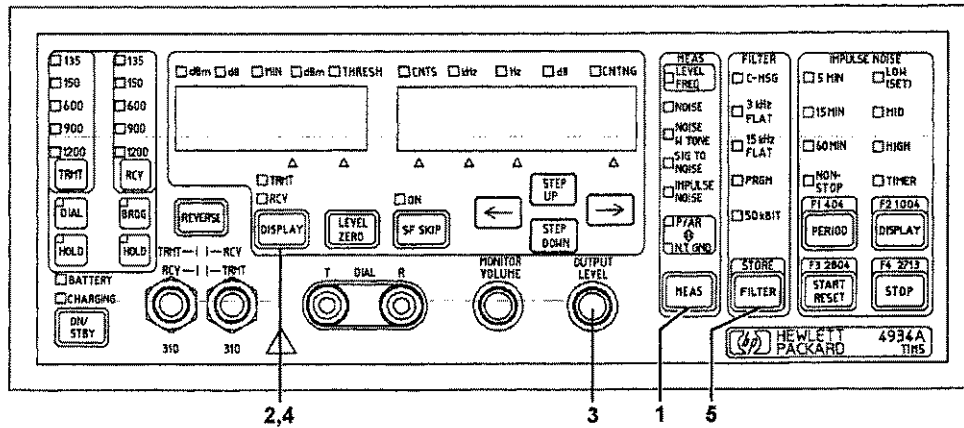 135
150
600
900
1200
TRMT
135
150
600
900
1200
RCV
DIAL
BRDG
HOLD
HOLD
BATTERY
CHARGING
ON/
STBY
dBm dB MIN dBm THRESH
CNTS kHz Hz dB CNTNG
TRMT
RCV
ON
REVERSE
DISPLAY
LEVEL
ZERO
SF SKIP
STEP
UP
STEP
DOWN
TRMT
RCV
RCV
TRMT
310
310
T DIAL R
MONITOR
VOLUME
OUTPUT
LEVEL
MEAS
LEVEL
FREQ
NOISE
NOISE
W TONE
SIG TO
NOISE
IMPULSE
NOISE
P/AR
N.T GND
MEAS
FILTER
C-MSG
3 kHz
FLAT
15 kHz
FLAT
PRGM
50 kBIT
STORE
FILTER
IMPULSE NOISE
5 MIN
LOW
(SET)
15 MIN
MID
60 MIN
HIGH
NON-
STOP
TIMER
F1 404
PERIOD
F2 1004
DISPLAY
F3 2804
START
RESET
F4 2713
STOP
hp HEWLETT
PACKARD
4934A
TIMS
2,4
3
1
5